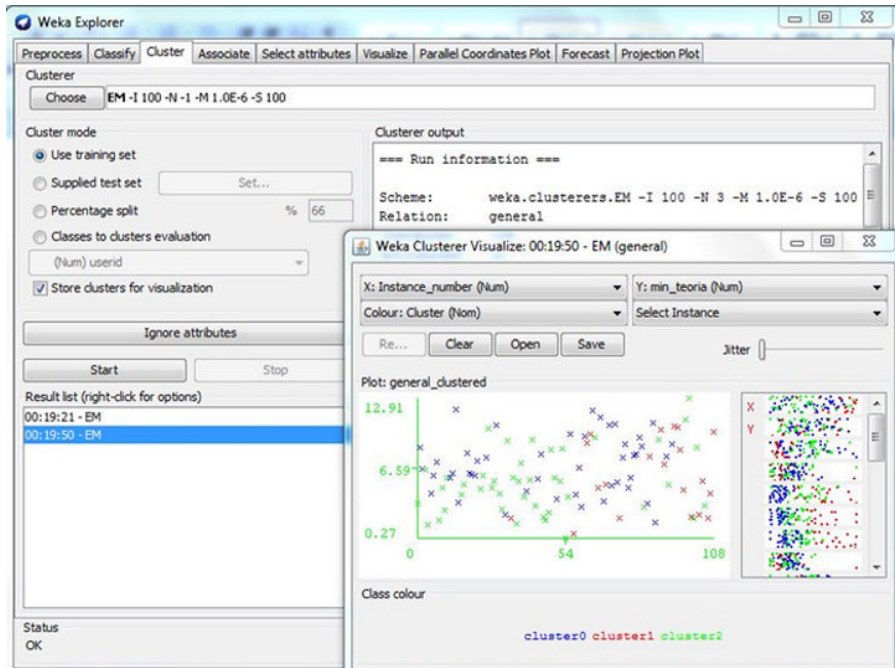 Weka Explorer
Preprocess Classify Cluster Associate Select attributes Visualize Parallel Coordinates Plot Forecast Projection Plot
Clusterer
Choose EM -I 100 -N -1 -M 1.0E-6 -S 100
Cluster mode
Use training set
Supplied test set Set...
Percentage split % 66
Classes to clusters evaluation
(Num) userid
Store clusters for visualization
Ignore attributes
Start Stop
Result list (right-click for options)
00:19:21 - EM
00:19:50 - EM
Status
OK
Clusterer output
=== Run information ===
Scheme: weka.clusterers.EM -I 100 -N 3 -M 1.0E-6 -S 100
Relation: general
Weka Clusterer Visualize: 00:19:50 - EM (general)
X: Instance_number (Num) Y: min_teoria (Num)
Colour: Cluster (Nom) Select Instance
Re... Clear Open Save Jitter
Plot: general_clustered
12.91
6.59
0.27
0 54 108
X
Y
Class colour
cluster0 cluster1 cluster2